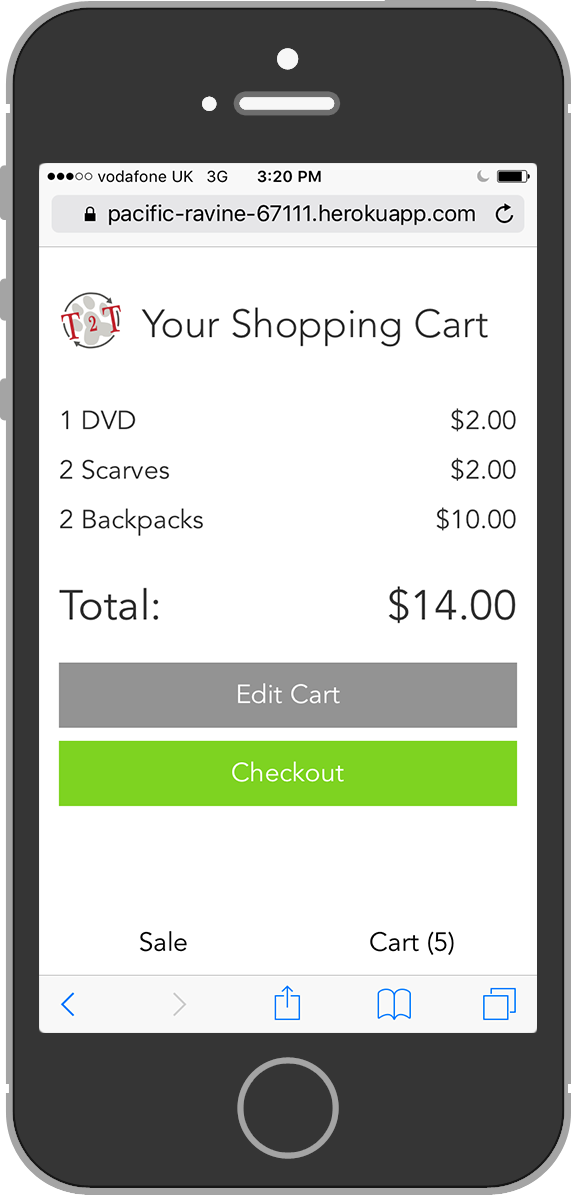 vodafone UK 3G 3:20 PM
pacific-ravine-67111.herokuapp.com
T2T Your Shopping Cart
1 DVD $2.00
2 Scarves $2.00
2 Backpacks $10.00
Total: $14.00
Edit Cart
Checkout
Sale Cart (5)